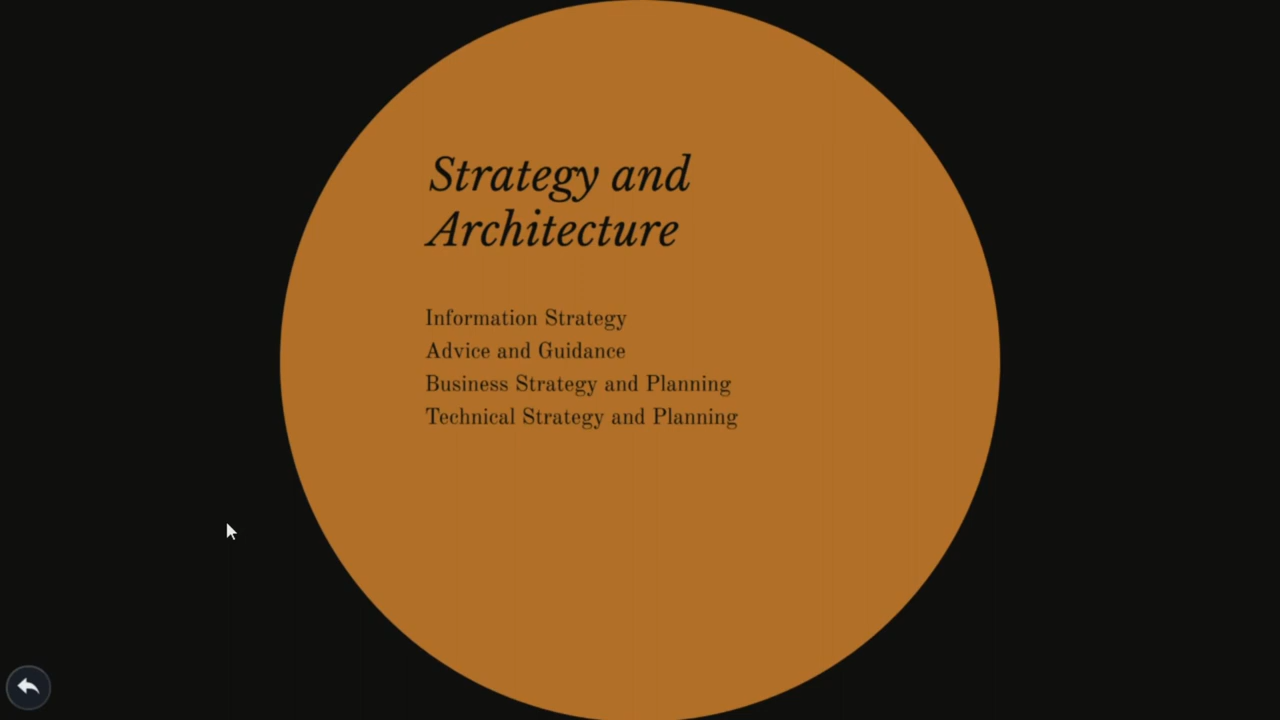 Strategy and
Architecture
Information Strategy
Advice and Guidance
Business Strategy and Planning
Technical Strategy and Planning